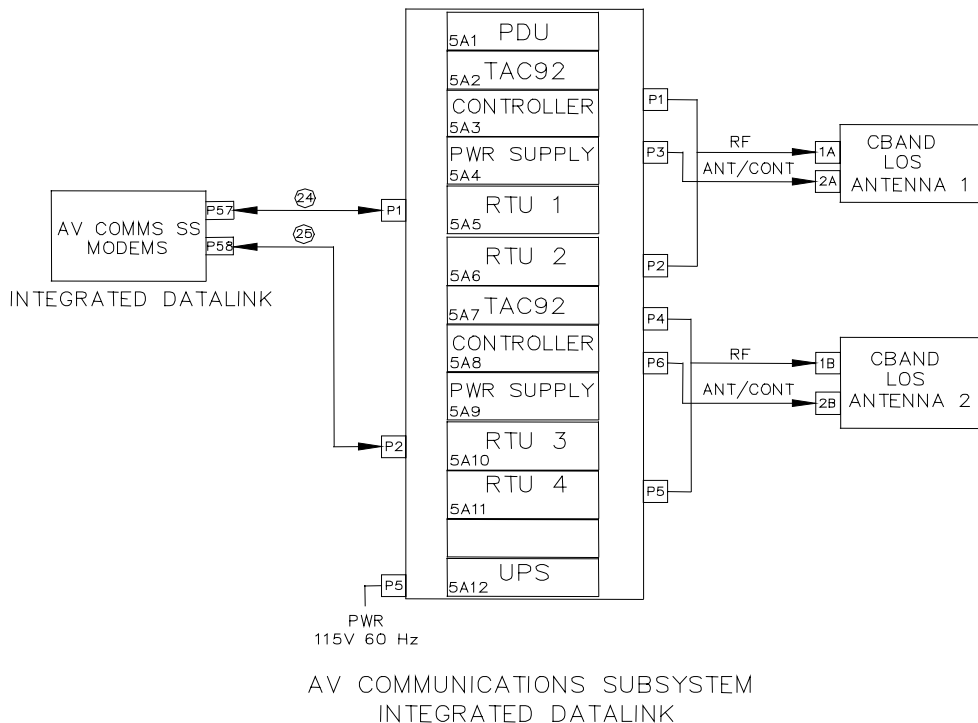 PDU
5A1
TAC92
5A2
CONTROLLER
5A3
PWR SUPPLY
5A4
RTU 1
5A5
RTU 2
5A6
TAC92
5A7
CONTROLLER
5A8
PWR SUPPLY
5A9
RTU 3
5A10
RTU 4
5A11
UPS
5A12
AV COMMS SS
MODEMS
P57
P58
INTEGRATED DATALINK
24
25
P1
P2
P5
PWR
115V 60 Hz
P1
P3
P2
P4
P6
P5
RF
ANT/CONT
1A
2A
CBAND
LOS
ANTENNA 1
RF
ANT/CONT
1B
2B
CBAND
LOS
ANTENNA 2
AV COMMUNICATIONS SUBSYSTEM
INTEGRATED DATALINK